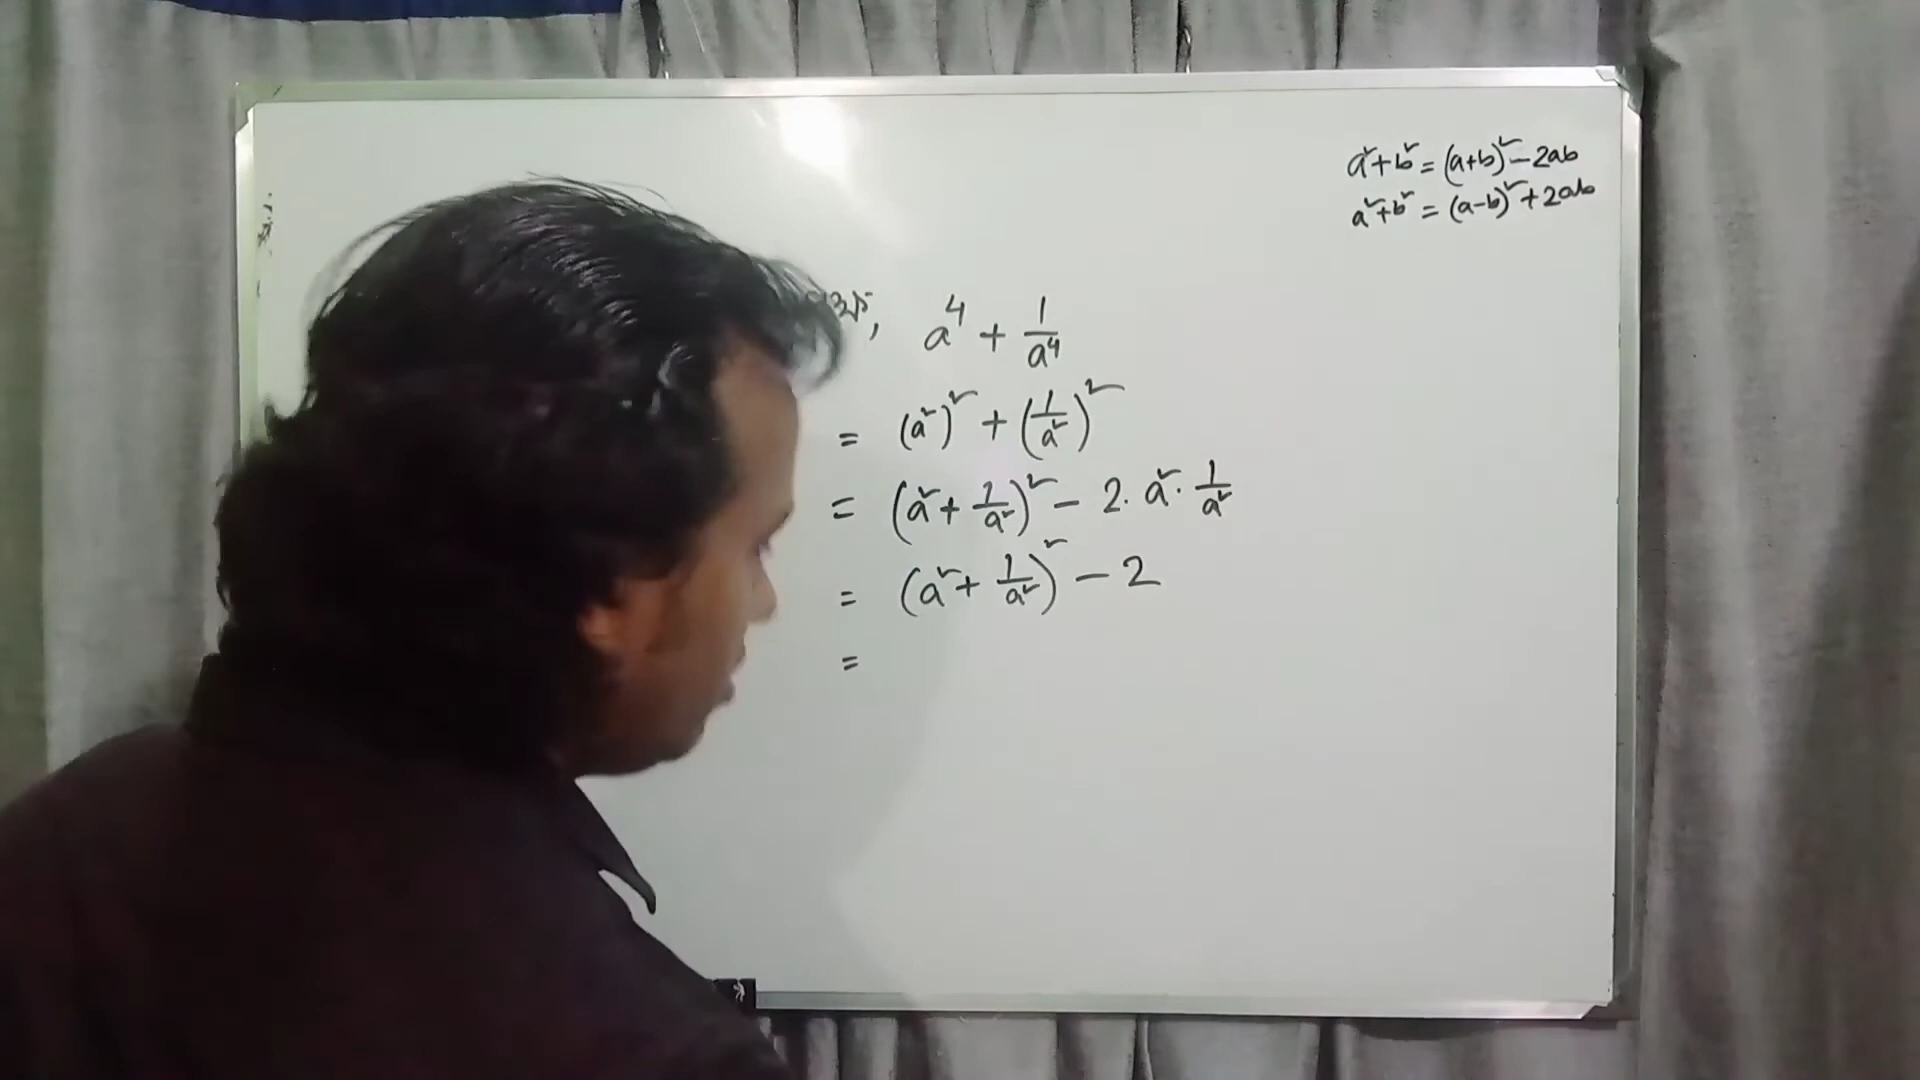 a²+b² = (a+b)²-2ab
a²+b² = (a-b)²+2ab
, a⁴ + 1/a⁴
= (a²)² + (1/a²)²
= (a² + 1/a²)² - 2. a². 1/a²
= (a² + 1/a²)² - 2
=